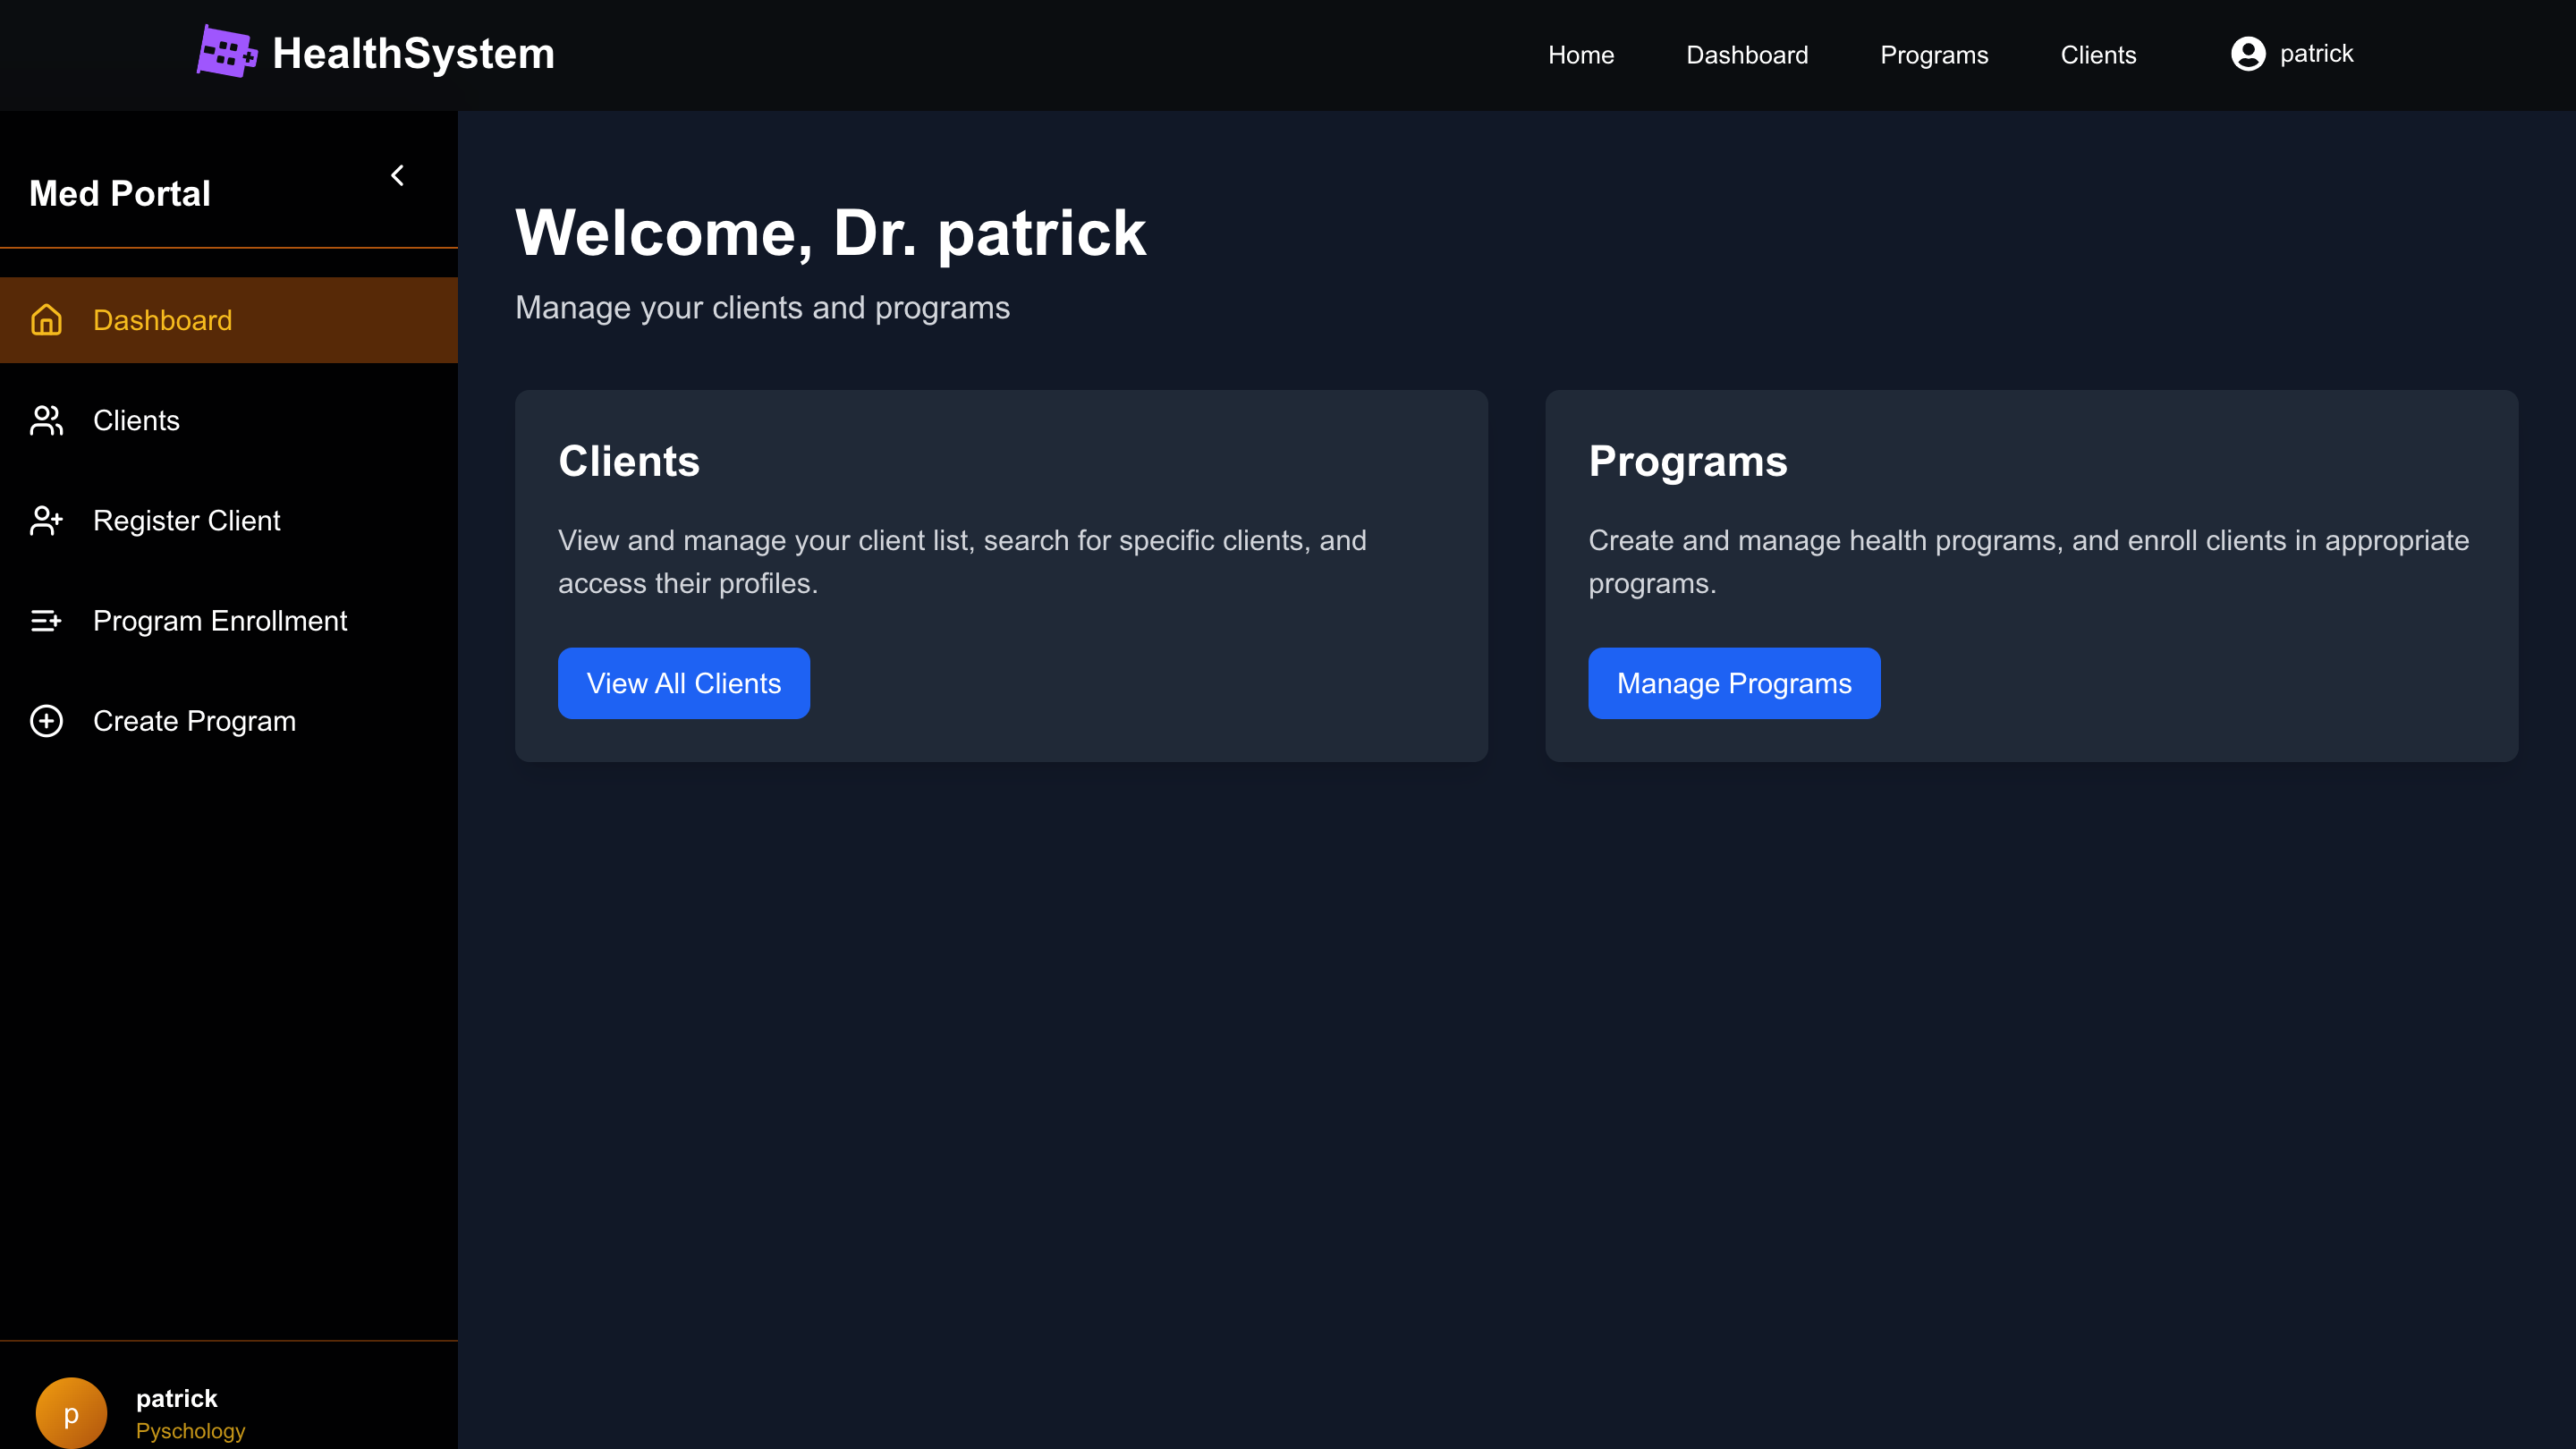 HealthSystem
Home
Dashboard
Programs
Clients
patrick
Med Portal
Dashboard
Clients
Register Client
Program Enrollment
Create Program
patrick
Pyschology
p
Welcome, Dr. patrick
Manage your clients and programs
Clients
View and manage your client list, search for specific clients, and
access their profiles.
View All Clients
Programs
Create and manage health programs, and enroll clients in appropriate
programs.
Manage Programs